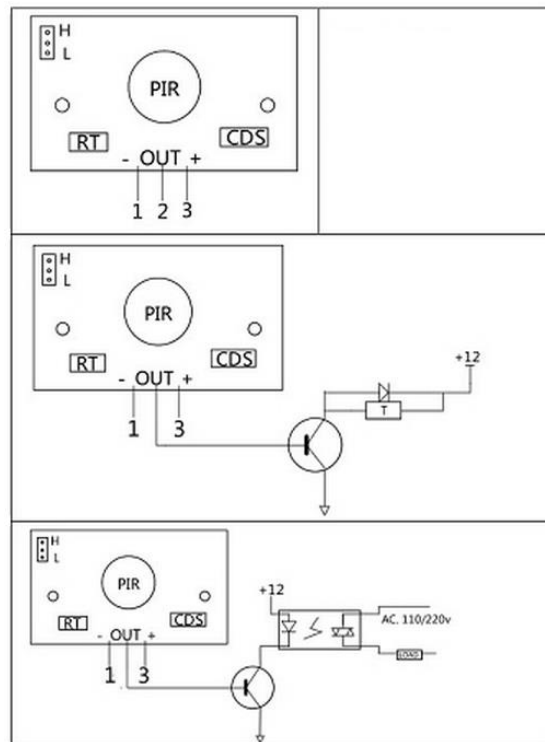 H
L
PIR
RT
CDS
- OUT +
1 2 3
H
L
PIR
RT
CDS
- OUT +
1 3
+12
T
H
L
PIR
RT
CDS
- OUT +
1 3
+12
AC. 110/220v
LOAD